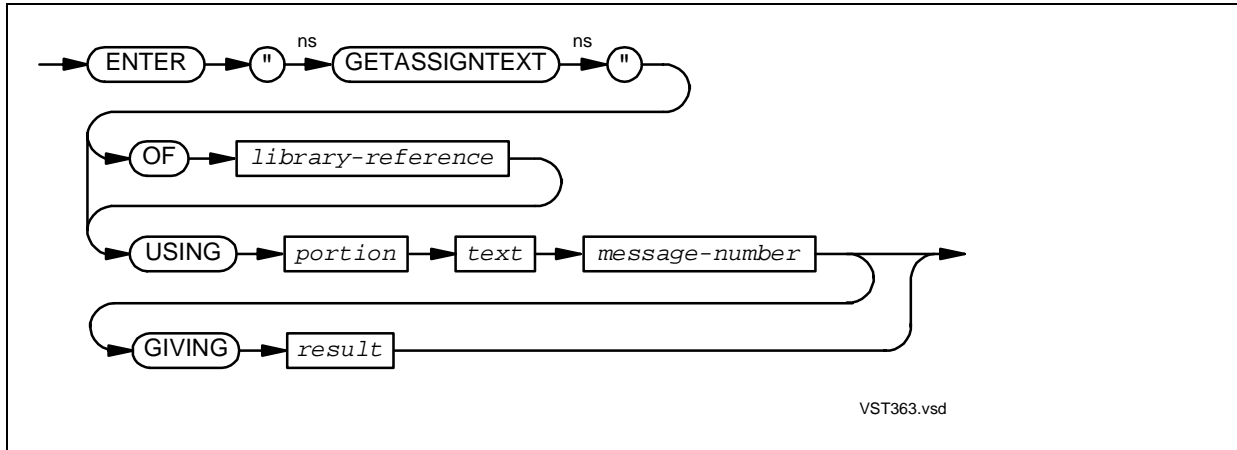 ns ns
ENTER " GETASSIGNTEXT "
OF library-reference
USING portion text message-number
GIVING result
VST363.vsd